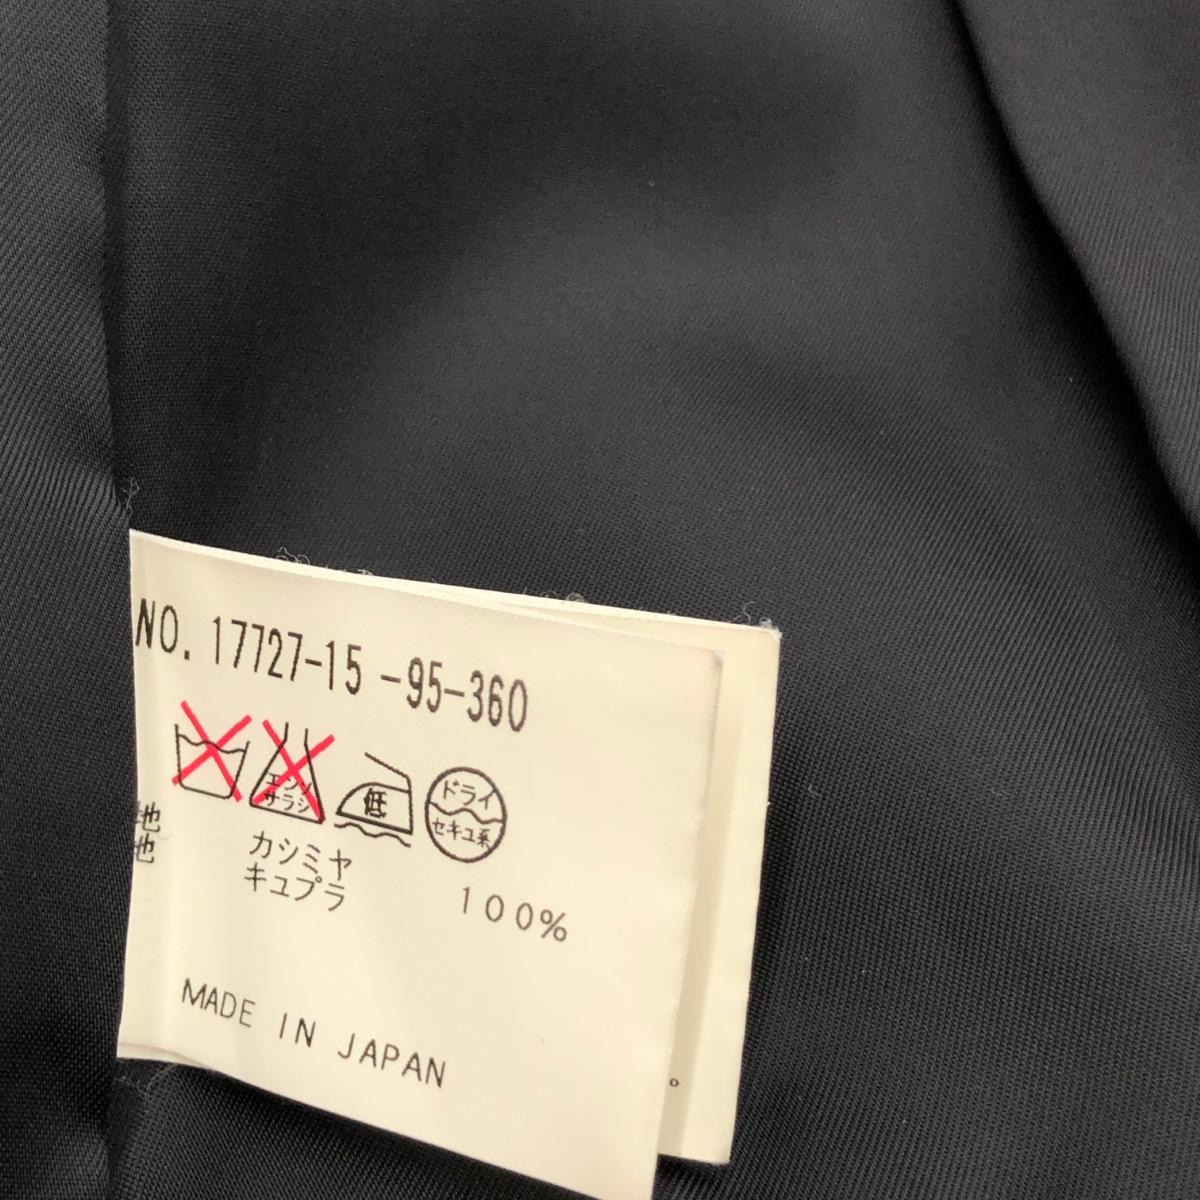 NO. 17727-15 -95-360
エンソ
サラシ
低
ドライ
セキユ系
地 カシミヤ
地 キュプラ 100%
MADE IN JAPAN
。